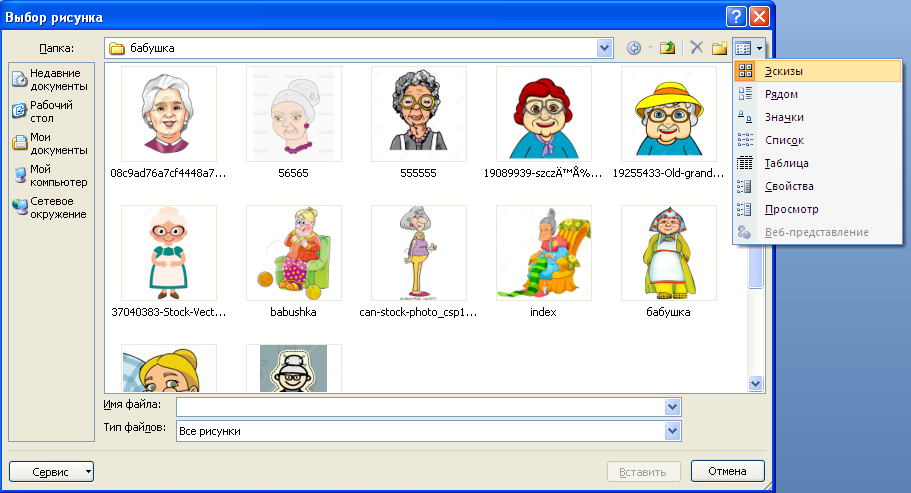 Выбор рисунка
Папка:
бабушка
Недавние
документы
Рабочий
стол
Мои
документы
Мой
компьютер
Сетевое
окружение
08c9ad76a7cf4448a7...
56565
555555
19089939-szczÄ™Å‰...
19255433-Old-grand...
37040383-Stock-Vect...
babushka
can-stock-photo_csp1...
index
бабушка
Эскизы
Рядом
Значки
Список
Таблица
Свойства
Просмотр
Веб-представление
Имя файла:
Тип файлов:
Все рисунки
Сервис
Вставить
Отмена